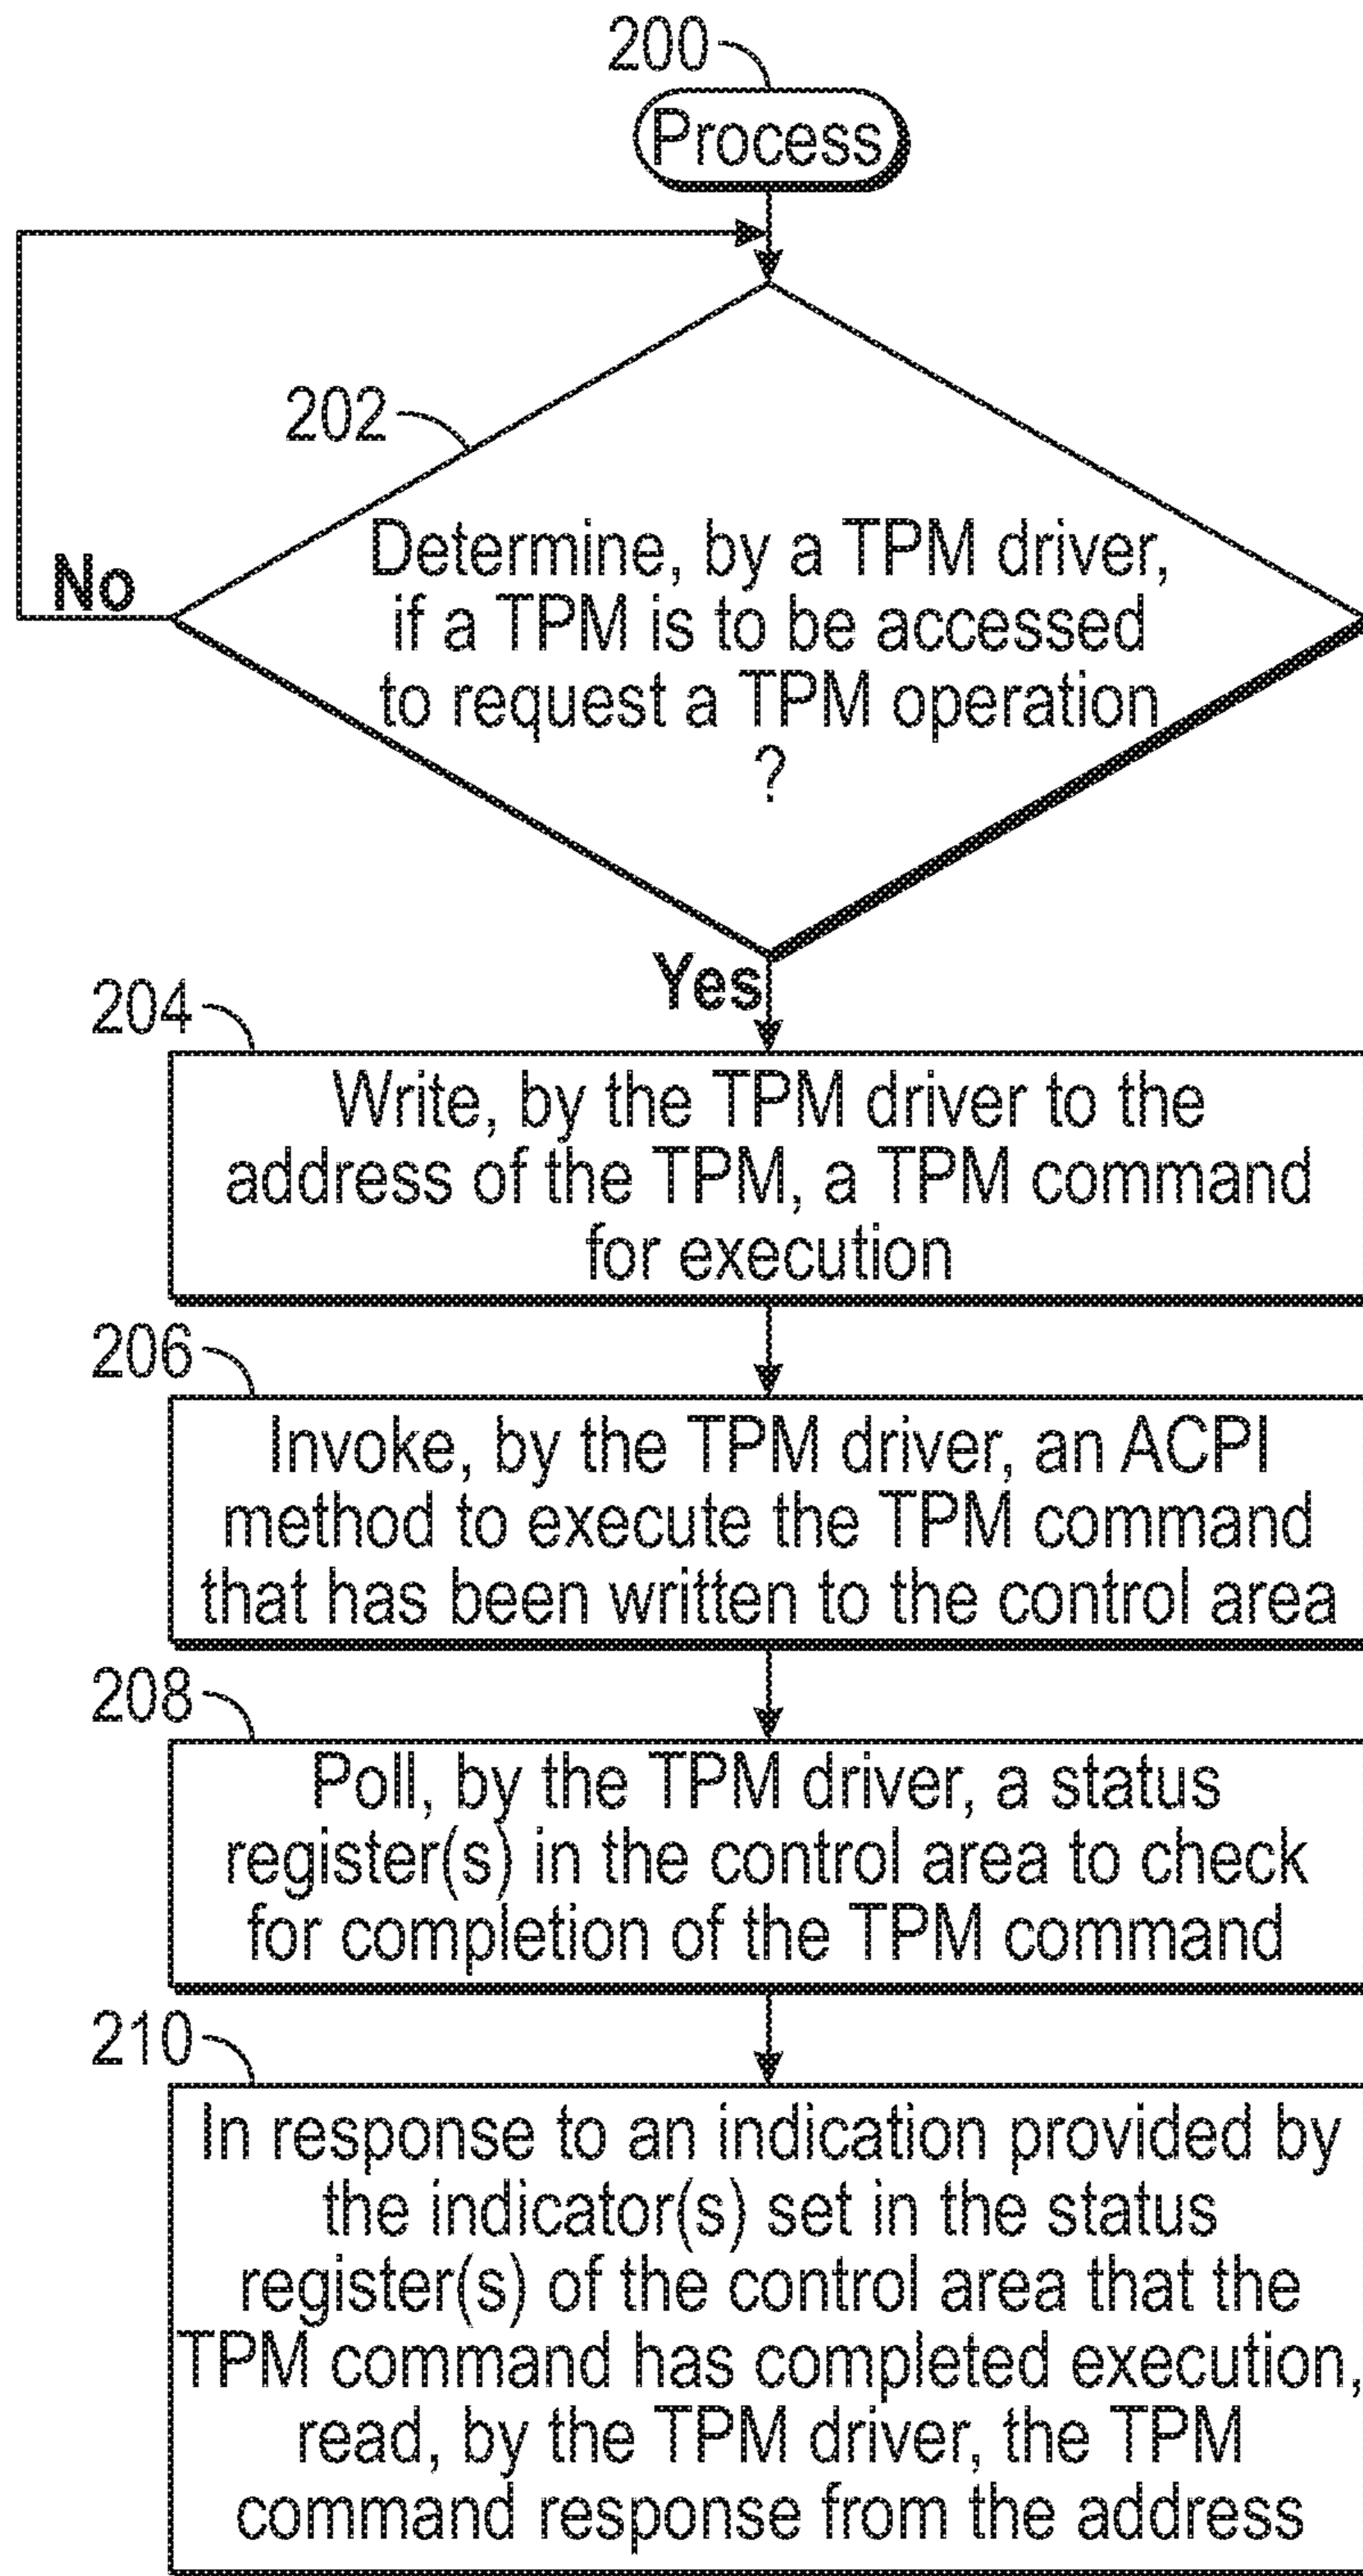 200
Process
202
Determine, by a TPM driver,
if a TPM is to be accessed
to request a TPM operation
?
No
Yes
204
Write, by the TPM driver to the
address of the TPM, a TPM command
for execution
206
Invoke, by the TPM driver, an ACPI
method to execute the TPM command
that has been written to the control area
208
Poll, by the TPM driver, a status
register(s) in the control area to check
for completion of the TPM command
210
In response to an indication provided by
the indicator(s) set in the status
register(s) of the control area that the
TPM command has completed execution,
read, by the TPM driver, the TPM
command response from the address